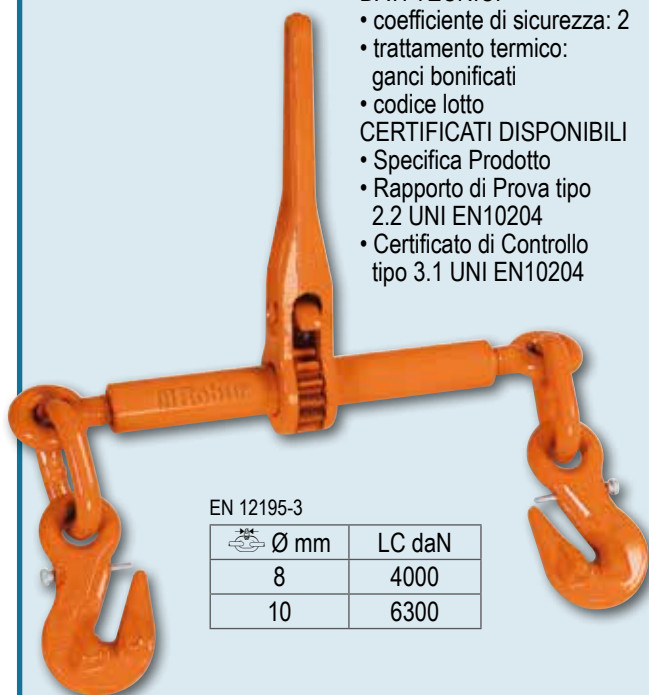 • coefficiente di sicurezza: 2
• trattamento termico:
ganci bonificati
• codice lotto
CERTIFICATI DISPONIBILI
• Specifica Prodotto
• Rapporto di Prova tipo
2.2 UNI EN10204
• Certificato di Controllo
tipo 3.1 UNI EN10204
Robur
EN 12195-3
Ø mm LC daN
8 4000
10 6300